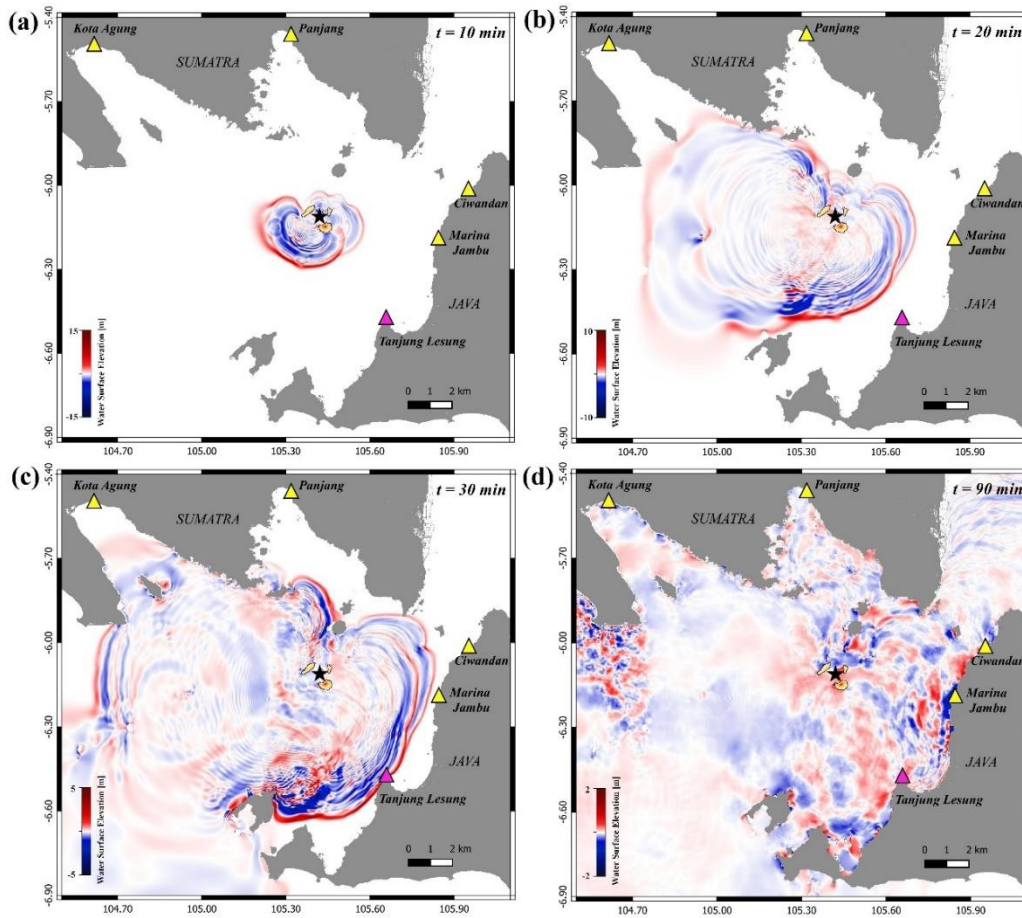 (a)
t = 10 min
Kota Agung
Panjang
SUMATRA
Ciwandan
Marina
Jambu
JAVA
Tanjung Lesung
15
Water Surface Elevation [m]
-15
0 1 2 km
-5.40
-5.70
-6.00
-6.30
-6.60
-6.90
104.70 105.00 105.30 105.60 105.90
(b)
t = 20 min
Kota Agung
Panjang
SUMATRA
Ciwandan
Marina
Jambu
JAVA
Tanjung Lesung
10
Water Surface Elevation [m]
-10
0 1 2 km
-5.40
-5.70
-6.00
-6.30
-6.60
-6.90
104.70 105.00 105.30 105.60 105.90
(c)
t = 30 min
Kota Agung
Panjang
SUMATRA
Ciwandan
Marina
Jambu
JAVA
Tanjung Lesung
5
Water Surface Elevation [m]
-5
0 1 2 km
-5.40
-5.70
-6.00
-6.30
-6.60
-6.90
104.70 105.00 105.30 105.60 105.90
(d)
t = 90 min
Kota Agung
Panjang
SUMATRA
Ciwandan
Marina
Jambu
JAVA
Tanjung Lesung
2
Water Surface Elevation [m]
-2
0 1 2 km
-5.40
-5.70
-6.00
-6.30
-6.60
-6.90
104.70 105.00 105.30 105.60 105.90